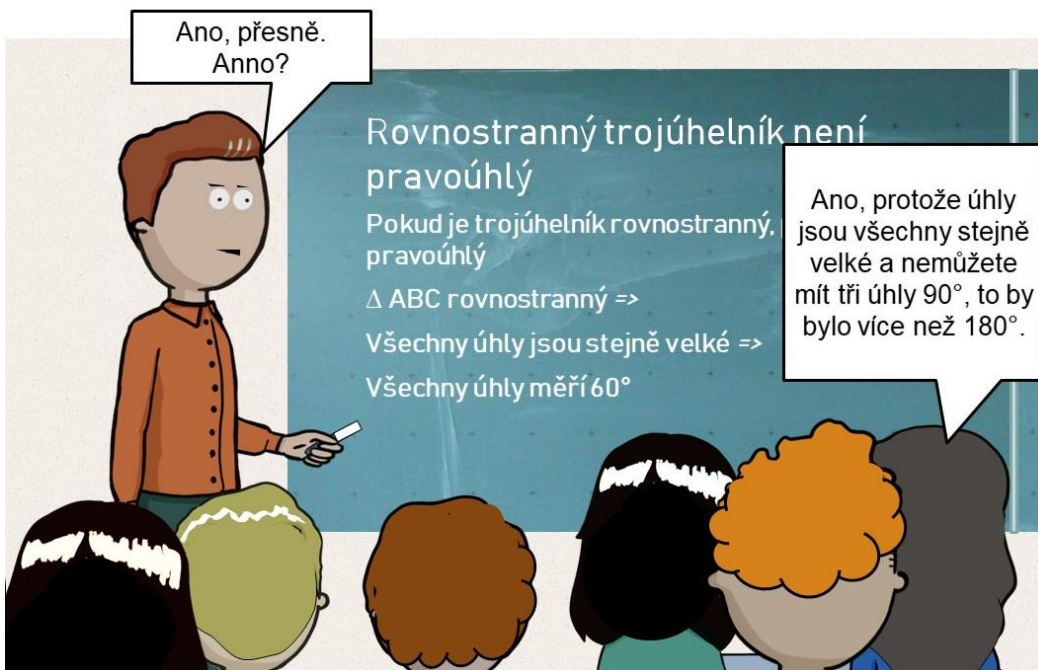 Ano, přesně.
Anno?
Rovnostranný trojúhelník není
pravoúhlý
Pokud je trojúhelník rovnostranný,
pravoúhlý
Δ ABC rovnostranný =>
Všechny úhly jsou stejně velké =>
Všechny úhly měří 60°
Ano, protože úhly
jsou všechny stejně
velké a nemůžete
mít tři úhly 90°, to by
bylo více než 180°.